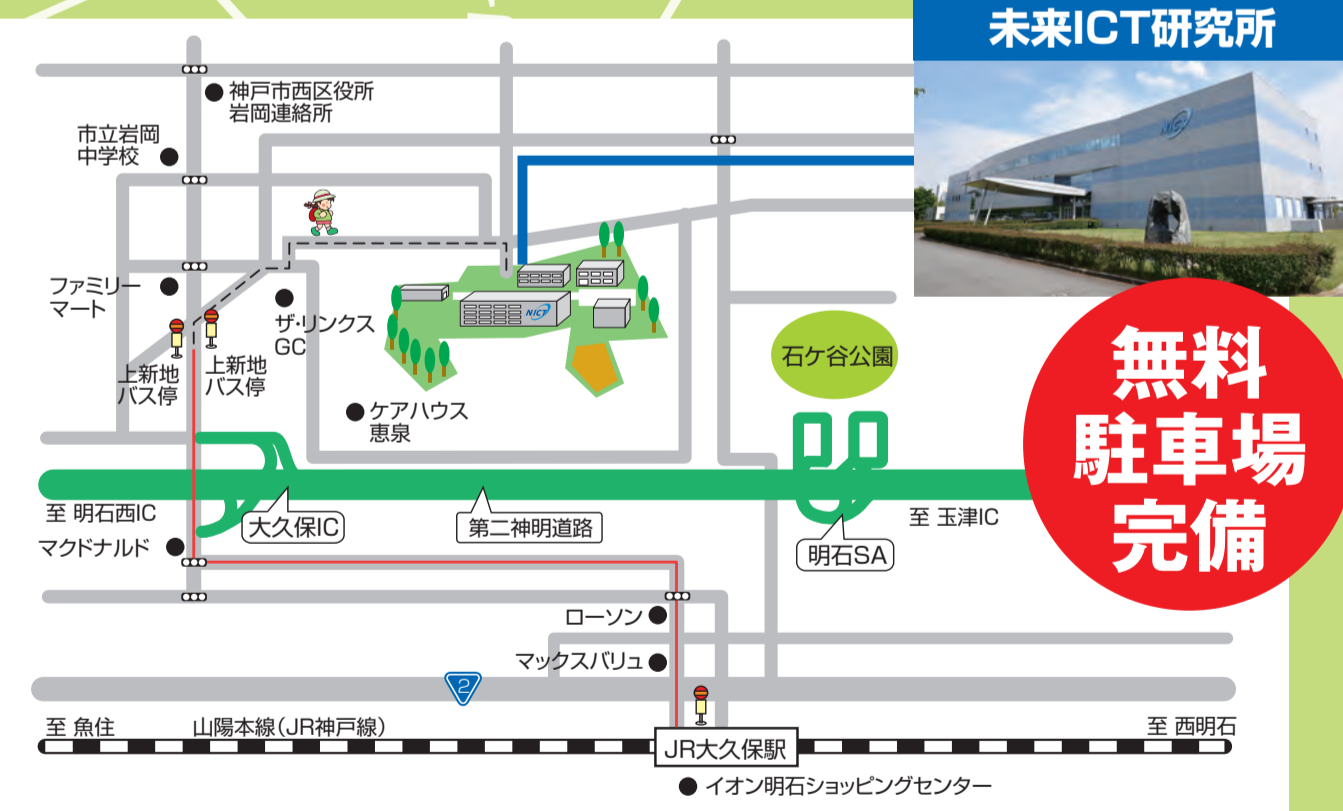 未来ICT研究所
NICT
神戸市西区役所
岩岡連絡所
市立岩岡
中学校
ファミリー
マート
ザ・リンクス
GC
NICT
上新地
バス停
上新地
バス停
石ケ谷公園
無料
駐車場
完備
ケアハウス
恵泉
至 明石西IC
大久保IC
第二神明道路
至 玉津IC
マクドナルド
明石SA
ローソン
マックスバリュ
2
至 魚住
山陽本線(JR神戸線)
至 西明石
JR大久保駅
イオン明石ショッピングセンター